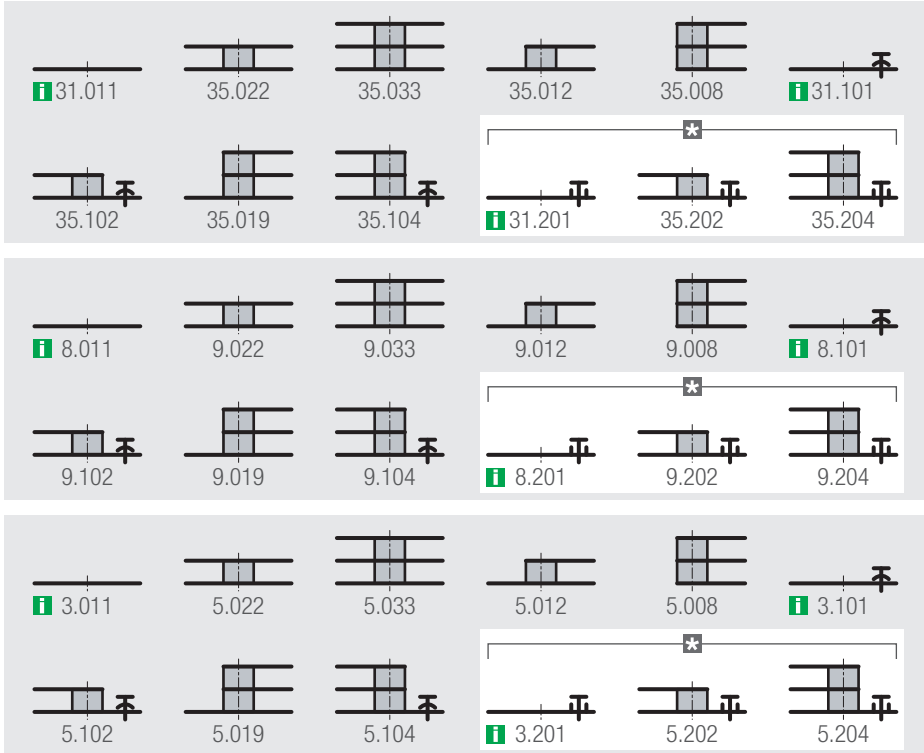 i 31.011 35.022 35.033 35.012 35.008 i 31.101
*
35.102 35.019 35.104 i 31.201 35.202 35.204
i 8.011 9.022 9.033 9.012 9.008 i 8.101
*
9.102 9.019 9.104 i 8.201 9.202 9.204
i 3.011 5.022 5.033 5.012 5.008 i 3.101
*
5.102 5.019 5.104 i 3.201 5.202 5.204